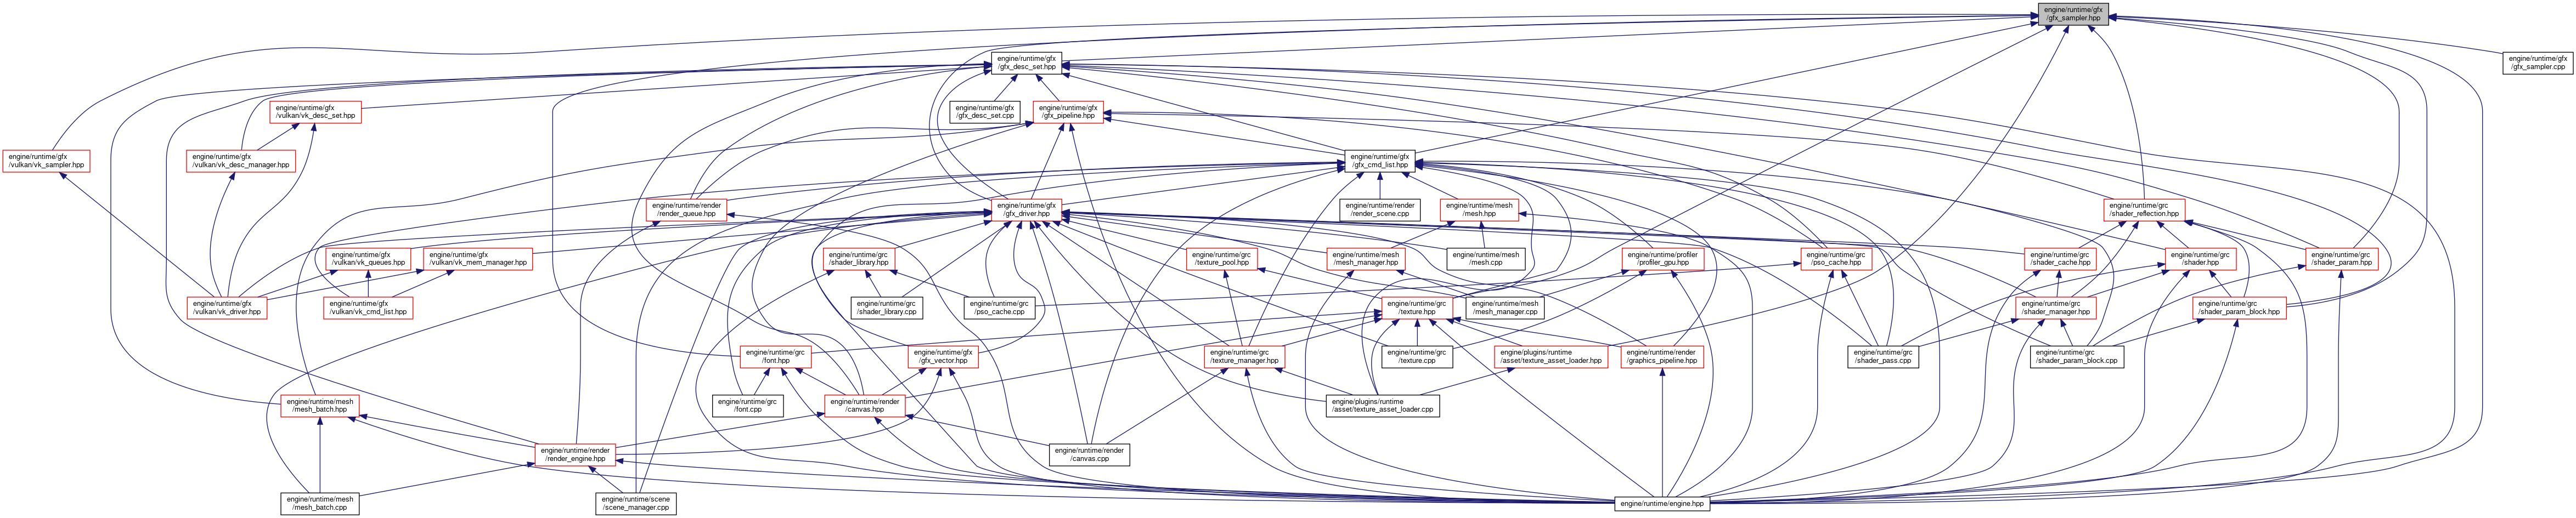 engine/runtime/gfx
/gfx_sampler.hpp
engine/runtime/gfx
/gfx_desc_set.hpp
engine/runtime/gfx
/gfx_sampler.cpp
engine/runtime/gfx
/vulkan/vk_desc_set.hpp
engine/runtime/gfx
/gfx_desc_set.cpp
engine/runtime/gfx
/gfx_pipeline.hpp
engine/runtime/gfx
/vulkan/vk_sampler.hpp
engine/runtime/gfx
/vulkan/vk_desc_manager.hpp
engine/runtime/gfx
/gfx_cmd_list.hpp
engine/runtime/render
/render_queue.hpp
engine/runtime/gfx
/gfx_driver.hpp
engine/runtime/render
/render_scene.cpp
engine/runtime/mesh
/mesh.hpp
engine/runtime/grc
/shader_reflection.hpp
engine/runtime/gfx
/vulkan/vk_queues.hpp
engine/runtime/gfx
/vulkan/vk_mem_manager.hpp
engine/runtime/grc
/shader_library.hpp
engine/runtime/grc
/texture_pool.hpp
engine/runtime/mesh
/mesh_manager.hpp
engine/runtime/mesh
/mesh.cpp
engine/runtime/profiler
/profiler_gpu.hpp
engine/runtime/grc
/pso_cache.hpp
engine/runtime/grc
/shader_cache.hpp
engine/runtime/grc
/shader.hpp
engine/runtime/grc
/shader_param.hpp
engine/runtime/gfx
/vulkan/vk_driver.hpp
engine/runtime/gfx
/vulkan/vk_cmd_list.hpp
engine/runtime/grc
/shader_library.cpp
engine/runtime/grc
/pso_cache.cpp
engine/runtime/grc
/texture.hpp
engine/runtime/mesh
/mesh_manager.cpp
engine/runtime/grc
/shader_manager.hpp
engine/runtime/grc
/shader_param_block.hpp
engine/runtime/grc
/font.hpp
engine/runtime/gfx
/gfx_vector.hpp
engine/runtime/grc
/texture_manager.hpp
engine/runtime/grc
/texture.cpp
engine/plugins/runtime
/asset/texture_asset_loader.hpp
engine/runtime/render
/graphics_pipeline.hpp
engine/runtime/grc
/shader_pass.cpp
engine/runtime/grc
/shader_param_block.cpp
engine/runtime/mesh
/mesh_batch.hpp
engine/runtime/grc
/font.cpp
engine/runtime/render
/canvas.hpp
engine/plugins/runtime
/asset/texture_asset_loader.cpp
engine/runtime/render
/render_engine.hpp
engine/runtime/render
/canvas.cpp
engine/runtime/mesh
/mesh_batch.cpp
engine/runtime/scene
/scene_manager.cpp
engine/runtime/engine.hpp